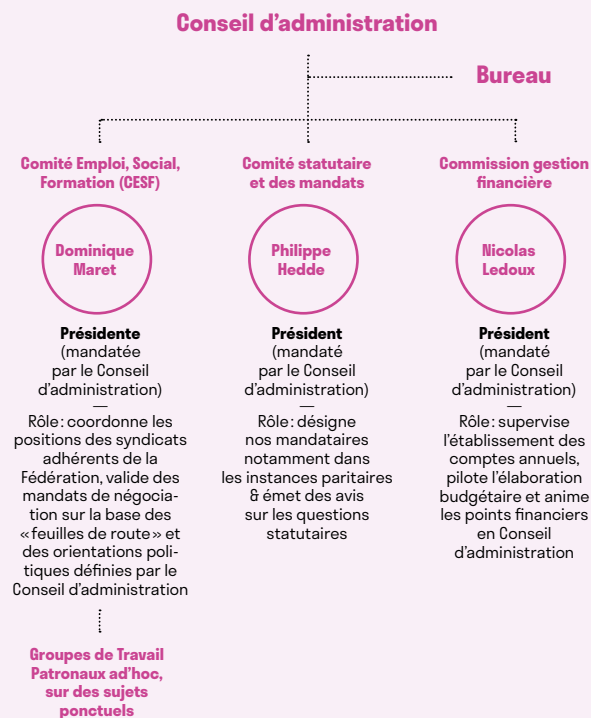 Conseil d’administration
Bureau
Comité Emploi, Social,
Formation (CESF)
Dominique
Maret
Présidente
(mandatée
par le Conseil
d’administration)
—
Rôle : coordonne les
positions des syndicats
adhérents de la
Fédération, valide des
mandats de négocia-
tion sur la base des
« feuilles de route » et
des orientations poli-
tiques définies par le
Conseil d’administration
Groupes de Travail
Patronaux ad’hoc,
sur des sujets
ponctuels
Comité statutaire
et des mandats
Philippe
Hedde
Président
(mandaté
par le Conseil
d’administration)
—
Rôle : désigne
nos mandataires
notamment dans
les instances paritaires
& émet des avis
sur les questions
statutaires
Commission gestion
financière
Nicolas
Ledoux
Président
(mandaté
par le Conseil
d’administration)
—
Rôle : supervise
l’établissement des
comptes annuels,
pilote l’élaboration
budgétaire et anime
les points financiers
en Conseil
d’administration